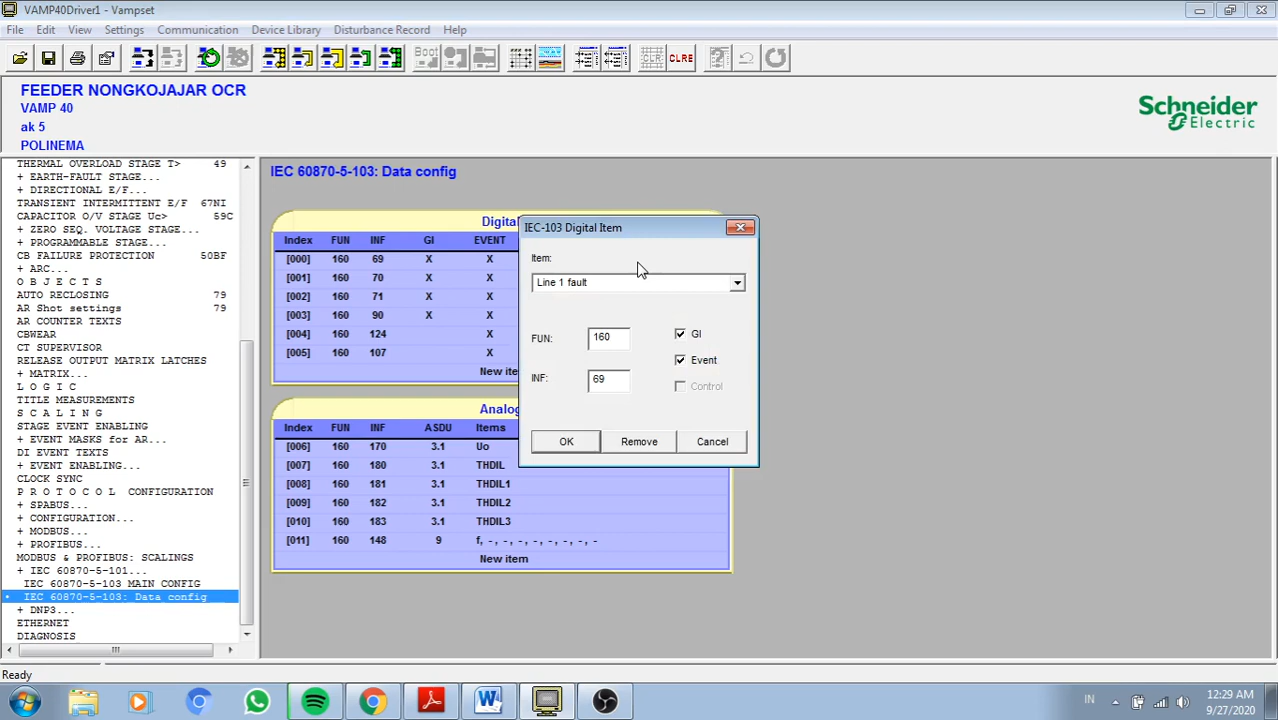 VAMP40Driver1 - Vampset
File Edit View Settings Communication Device Library Disturbance Record Help
Boot CLR CLRE
FEEDER NONGKOJAJAR OCR
VAMP 40
ak 5
POLINEMA
Schneider
Electric
THERMAL OVERLOAD STAGE T> 49
+ EARTH-FAULT STAGE...
+ DIRECTIONAL E/F...
TRANSIENT INTERMITTENT E/F 67NI
CAPACITOR O/V STAGE Uc> 59C
+ ZERO SEQ. VOLTAGE STAGE...
+ PROGRAMMABLE STAGE...
CB FAILURE PROTECTION 50BF
+ ARC...
O B J E C T S
AUTO RECLOSING 79
AR Shot settings 79
AR COUNTER TEXTS
CBWEAR
CT SUPERVISOR
RELEASE OUTPUT MATRIX LATCHES
+ MATRIX...
L O G I C
TITLE MEASUREMENTS
S C A L I N G
STAGE EVENT ENABLING
+ EVENT MASKS for AR...
DI EVENT TEXTS
+ EVENT ENABLING...
CLOCK SYNC
P R O T O C O L CONFIGURATION
+ SPABUS...
+ CONFIGURATION...
+ MODBUS...
+ PROFIBUS...
MODBUS & PROFIBUS: SCALINGS
+ IEC 60870-5-101...
IEC 60870-5-103 MAIN CONFIG
• IEC 60870-5-103: Data config
+ DNP3...
ETHERNET
DIAGNOSIS
IEC 60870-5-103: Data config
Digital
Index FUN INF GI EVENT
[000] 160 69 X X
[001] 160 70 X X
[002] 160 71 X X
[003] 160 90 X X
[004] 160 124 X
[005] 160 107 X
New ite
Analog
Index FUN INF ASDU Items
[006] 160 170 3.1 Uo
[007] 160 180 3.1 THDIL
[008] 160 181 3.1 THDIL1
[009] 160 182 3.1 THDIL2
[010] 160 183 3.1 THDIL3
[011] 160 148 9 f, -, -, -, -, -, -, -
New item
IEC-103 Digital Item
Item:
Line 1 fault
FUN: 160 GI
Event
INF: 69
Control
OK Remove Cancel
Ready
IN
12:29 AM
9/27/2020